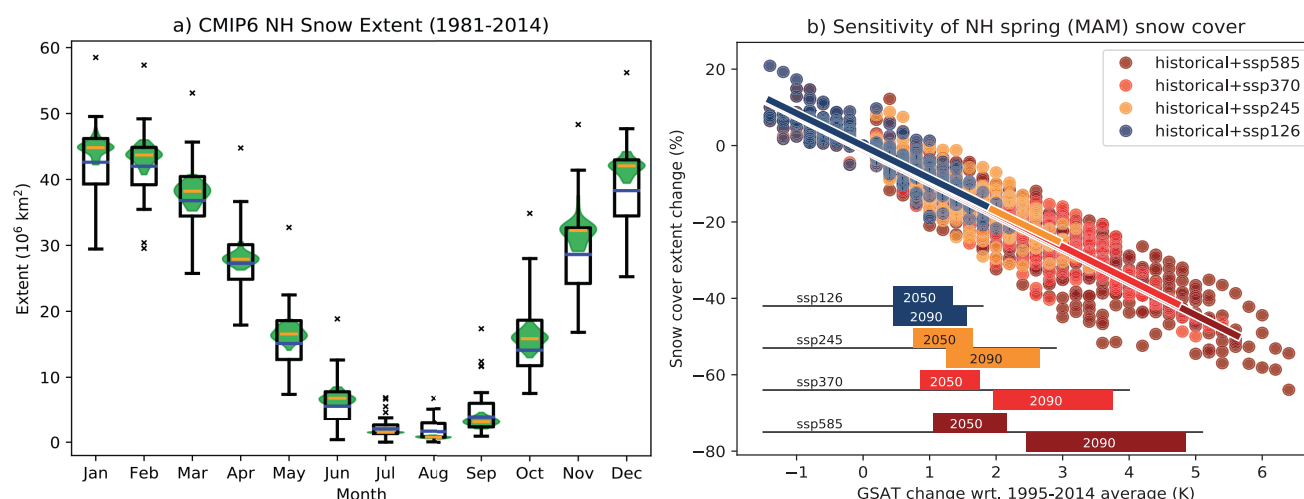 a) CMIP6 NH Snow Extent (1981-2014)
Extent (10⁶ km²)
60
50
40
30
20
10
0
Jan Feb Mar Apr May Jun Jul Aug Sep Oct Nov Dec
Month
b) Sensitivity of NH spring (MAM) snow cover
Snow cover extent change (%)
20
0
−20
−40
−60
−80
historical+ssp585
historical+ssp370
historical+ssp245
historical+ssp126
ssp126 2050
2090
ssp245 2050
2090
ssp370 2050
2090
ssp585 2050
2090
−1 0 1 2 3 4 5 6
GSAT change wrt. 1995-2014 average (K)